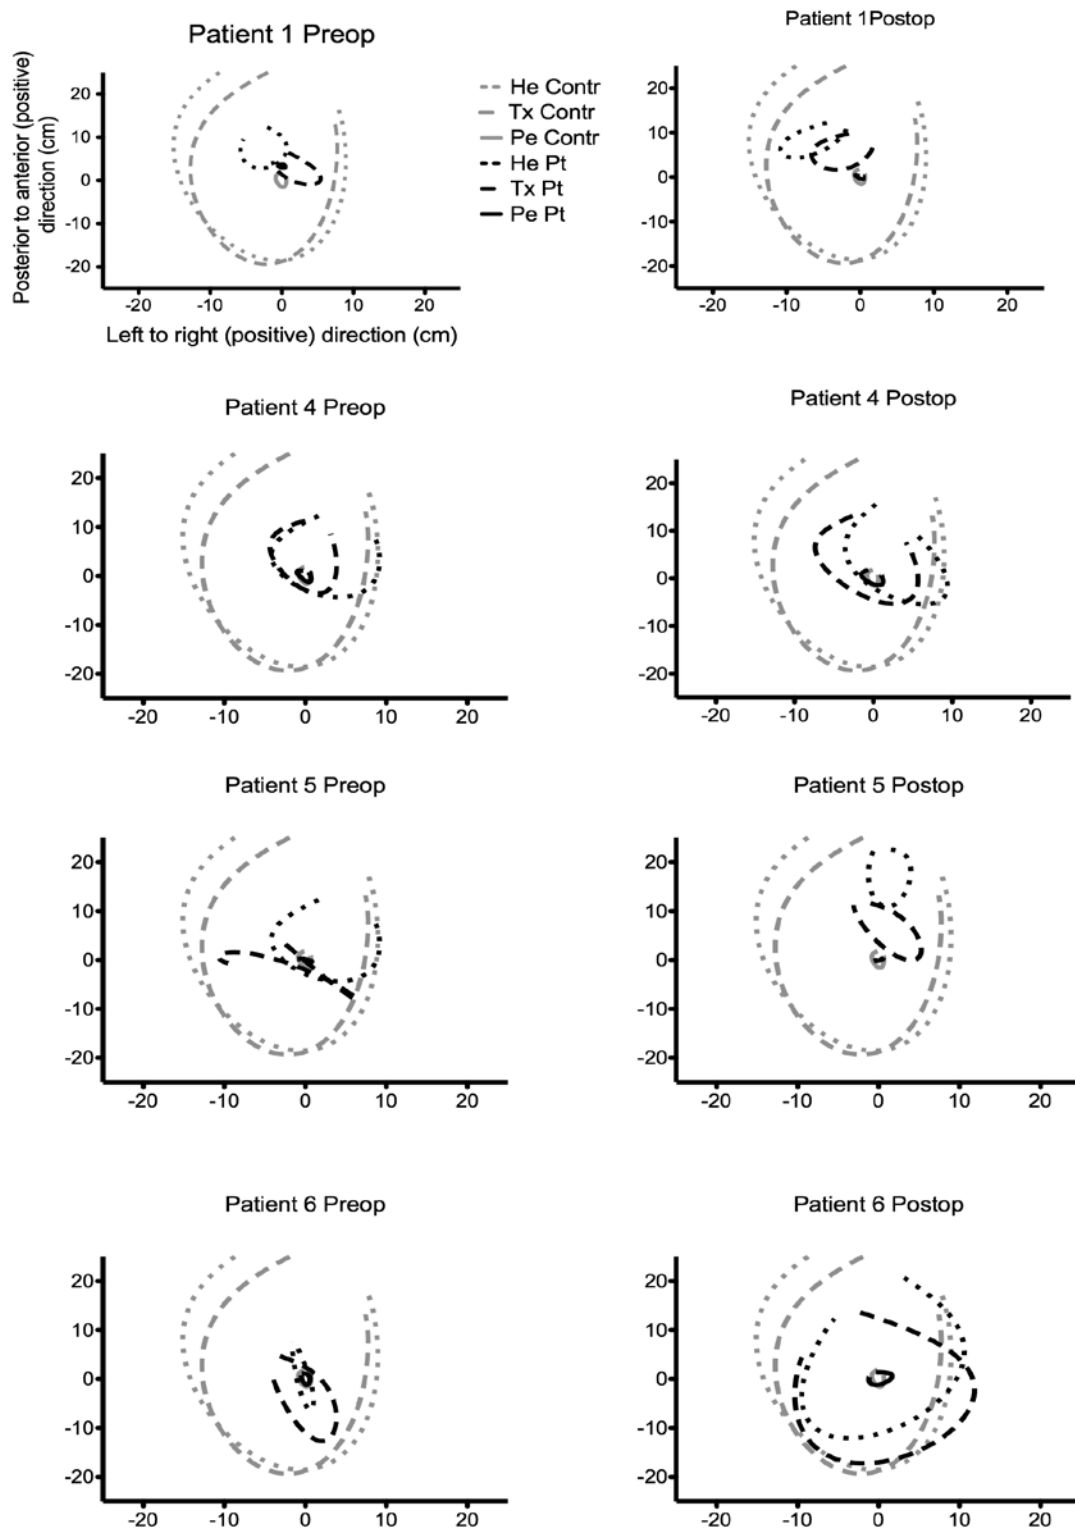 Patient 1 Preop
Patient 1Postop
Posterior to anterior (positive)
direction (cm)
20
10
0
-10
-20
-20 -10 0 10 20
Left to right (positive) direction (cm)
He Contr
Tx Contr
Pe Contr
He Pt
Tx Pt
Pe Pt
20
10
0
-10
-20
-20 -10 0 10 20
Patient 4 Preop
20
10
0
-10
-20
-20 -10 0 10 20
Patient 4 Postop
20
10
0
-10
-20
-20 -10 0 10 20
Patient 5 Preop
20
10
0
-10
-20
-20 -10 0 10 20
Patient 5 Postop
20
10
0
-10
-20
-20 -10 0 10 20
Patient 6 Preop
20
10
0
-10
-20
-20 -10 0 10 20
Patient 6 Postop
20
10
0
-10
-20
-20 -10 0 10 20